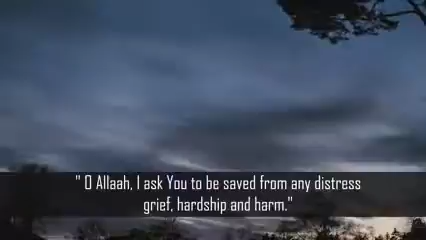 " O Allaah, I ask You to be saved from any distress
grief, hardship and harm."